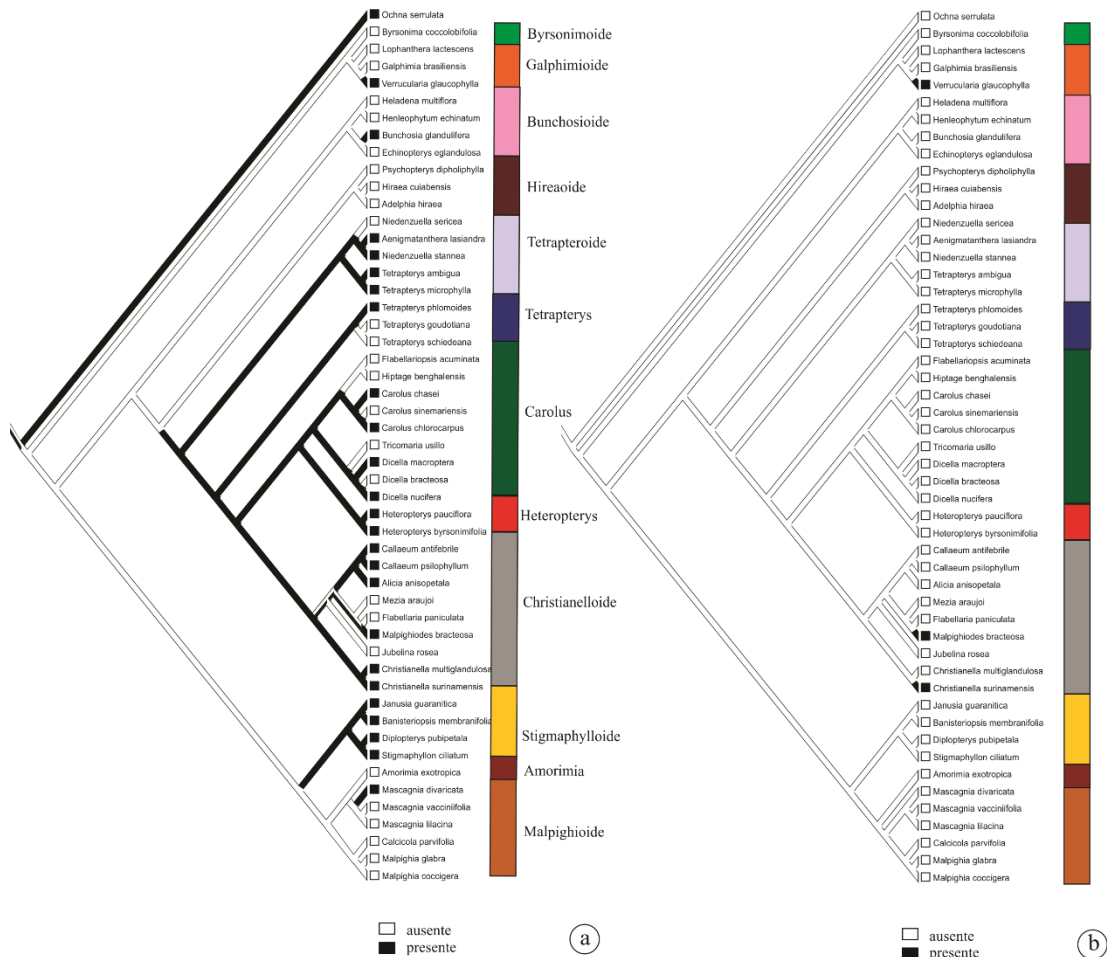 Ochna serrulata
Byrsonima coccolobifolia
Lophanthera lactescens
Galphimia brasiliensis
Verrucularia glaucophylla
Heladena multiflora
Henleophytum echinatum
Bunchosia glandulifera
Echinopterys eglandulosa
Psychopterys dipholiphylla
Hiraea cuiabensis
Adelphia hiraea
Niedenzuella sericea
Aenigmatanthera lasiandra
Niedenzuella stannea
Tetrapterys ambigua
Tetrapterys microphylla
Tetrapterys phlomoides
Tetrapterys goudotiana
Tetrapterys schiedeana
Flabellariopsis acuminata
Hiptage benghalensis
Carolus chasei
Carolus sinemariensis
Carolus chlorocarpus
Tricomaria usillo
Dicella macroptera
Dicella bracteosa
Dicella nucifera
Heteropterys pauciflora
Heteropterys byrsonimifolia
Callaeum antifebrile
Callaeum psilophyllum
Alicia anisopetala
Mezia araujoi
Flabellaria paniculata
Malpighiodes bracteosa
Jubelina rosea
Christianella multiglandulosa
Christianella surinamensis
Janusia guaranitica
Banisteriopsis membranifolia
Diplopterys pubipetala
Stigmaphyllon ciliatum
Amorimia exotropica
Mascagnia divaricata
Mascagnia vacciniifolia
Mascagnia lilacina
Calcicola parvifolia
Malpighia glabra
Malpighia coccigera
Byrsonimoide
Galphimioide
Bunchosioide
Hireaoide
Tetrapteroide
Tetrapterys
Carolus
Heteropterys
Christianelloide
Stigmaphylloide
Amorimia
Malpighioide
ausente
presente
a
Ochna serrulata
Byrsonima coccolobifolia
Lophanthera lactescens
Galphimia brasiliensis
Verrucularia glaucophylla
Heladena multiflora
Henleophytum echinatum
Bunchosia glandulifera
Echinopterys eglandulosa
Psychopterys dipholiphylla
Hiraea cuiabensis
Adelphia hiraea
Niedenzuella sericea
Aenigmatanthera lasiandra
Niedenzuella stannea
Tetrapterys ambigua
Tetrapterys microphylla
Tetrapterys phlomoides
Tetrapterys goudotiana
Tetrapterys schiedeana
Flabellariopsis acuminata
Hiptage benghalensis
Carolus chasei
Carolus sinemariensis
Carolus chlorocarpus
Tricomaria usillo
Dicella macroptera
Dicella bracteosa
Dicella nucifera
Heteropterys pauciflora
Heteropterys byrsonimifolia
Callaeum antifebrile
Callaeum psilophyllum
Alicia anisopetala
Mezia araujoi
Flabellaria paniculata
Malpighiodes bracteosa
Jubelina rosea
Christianella multiglandulosa
Christianella surinamensis
Janusia guaranitica
Banisteriopsis membranifolia
Diplopterys pubipetala
Stigmaphyllon ciliatum
Amorimia exotropica
Mascagnia divaricata
Mascagnia vacciniifolia
Mascagnia lilacina
Calcicola parvifolia
Malpighia glabra
Malpighia coccigera
ausente
presente
b